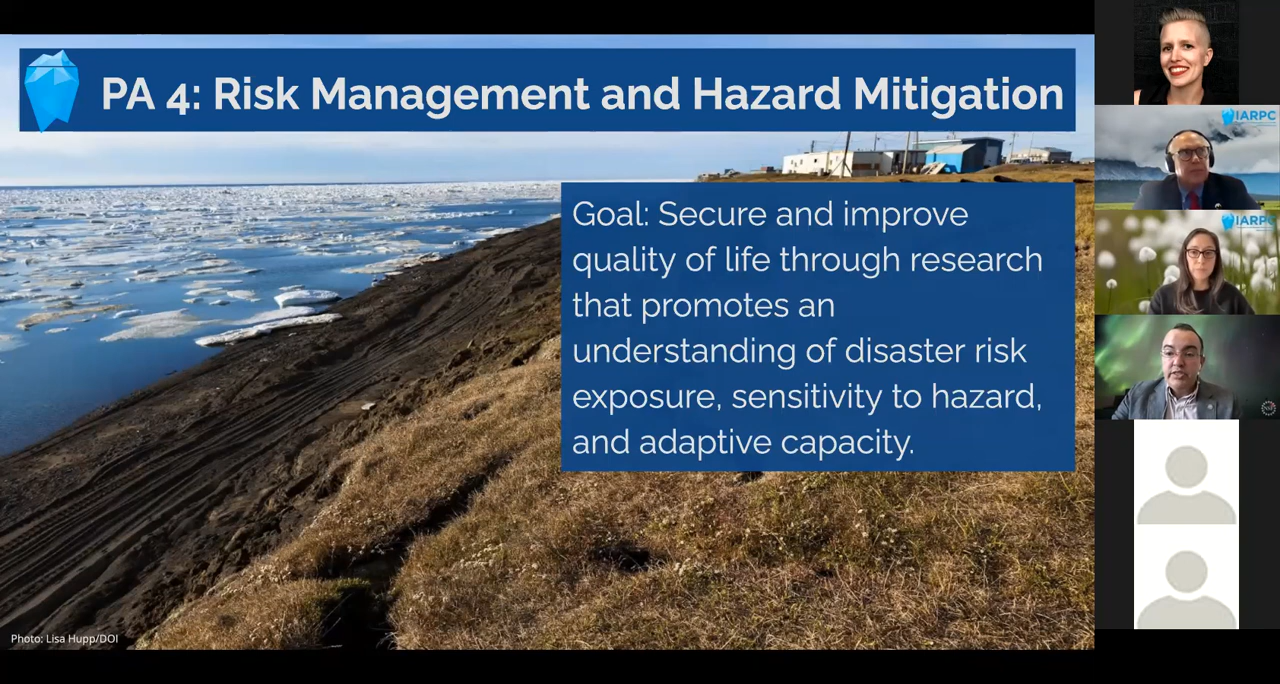 PA 4: Risk Management and Hazard Mitigation
Goal: Secure and improve
quality of life through research
that promotes an
understanding of disaster risk
exposure, sensitivity to hazard,
and adaptive capacity.
Photo: Lisa Hupp/DOI
IARPC
IARPC